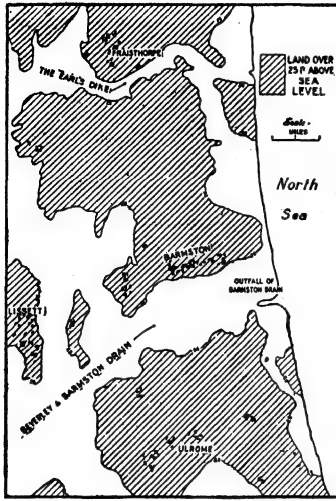 FRAISTHORPE
THE EARL'S DIKE
LAND OVER
25 FT ABOVE
SEA
LEVEL
Scale
MILES
North
Sea
BARMSTON
OUTFALL OF
BARMSTON DRAIN
LISSETT
BEVERLEY & BARMSTON DRAIN
ULROME